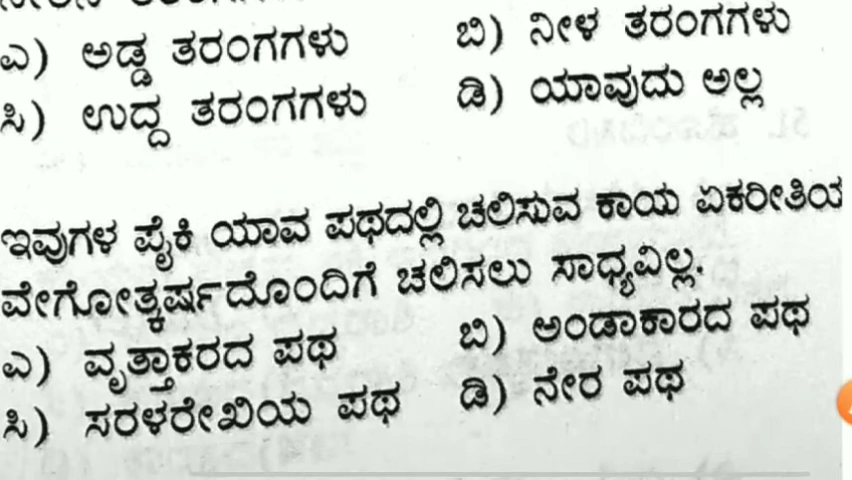 ಎ) ಅಡ್ಡ ತರಂಗಗಳು ಬಿ) ನೀಳ ತರಂಗಗಳು
ಸಿ) ಉದ್ದ ತರಂಗಗಳು ಡಿ) ಯಾವುದು ಅಲ್ಲ
ಇವುಗಳ ಪೈಕಿ ಯಾವ ಪಥದಲ್ಲಿ ಚಲಿಸುವ ಕಾಯ ಏಕರೀತಿಯ
ವೇಗೋತ್ಕರ್ಷದೊಂದಿಗೆ ಚಲಿಸಲು ಸಾಧ್ಯವಿಲ್ಲ.
ಎ) ವೃತ್ತಾಕರದ ಪಥ ಬಿ) ಅಂಡಾಕಾರದ ಪಥ
ಸಿ) ಸರಳರೇಖಿಯ ಪಥ ಡಿ) ನೇರ ಪಥ